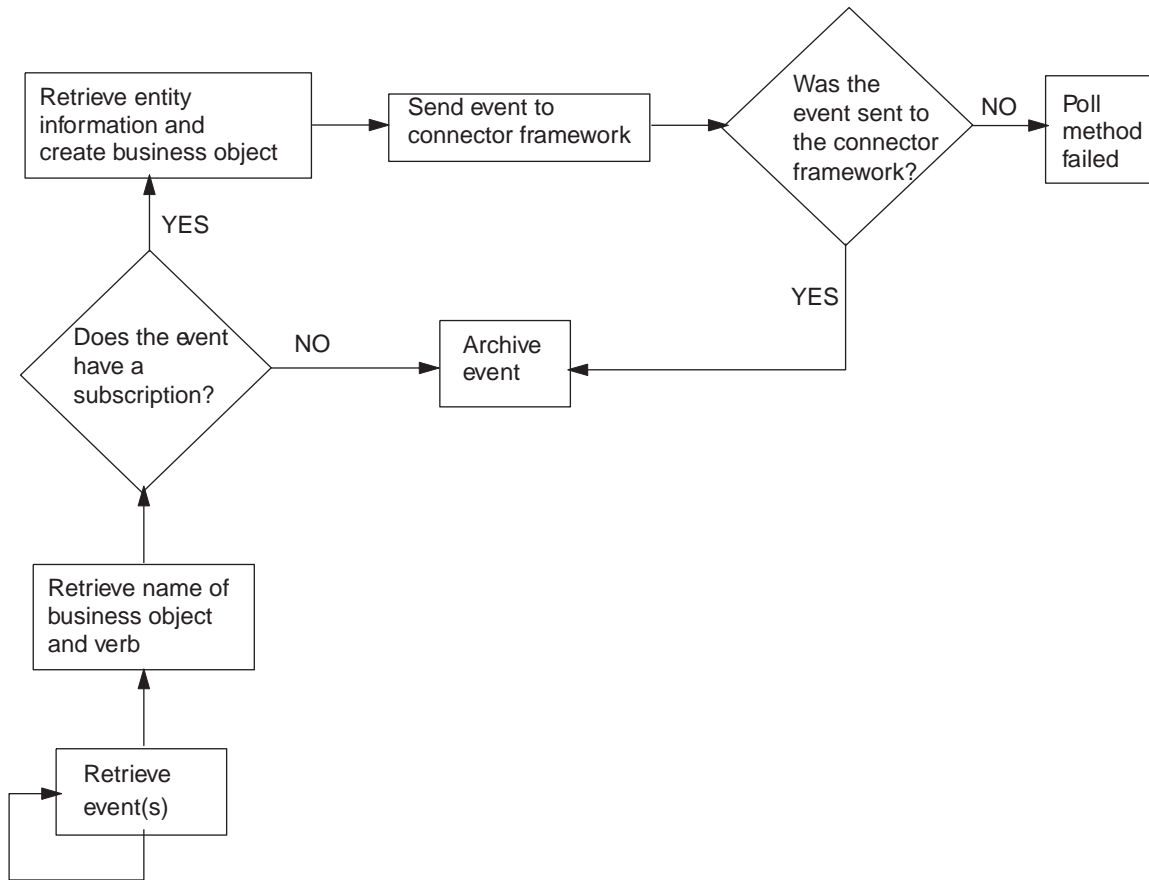 Retrieve entity
information and
create business object
Send event to
connector framework
Was the
event sent to
the connector
framework?
NO
Poll
method
failed
YES
YES
Does the event
have a
subscription?
NO
Archive
event
Retrieve name of
business object
and verb
Retrieve
event(s)